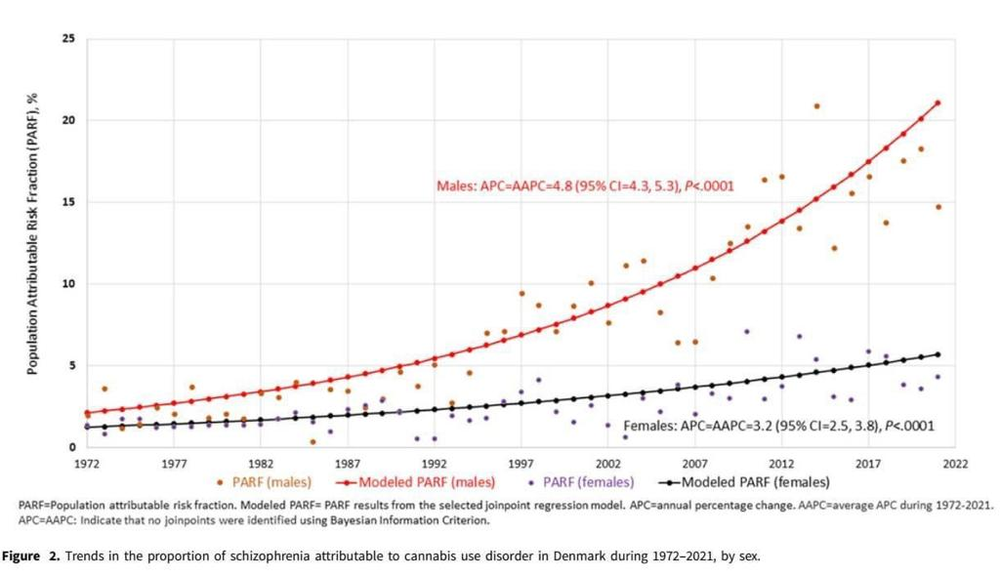 25
20
15
10
5
0
Population Attributable Risk Fraction (PARF), %
Males: APC=AAPC=4.8 (95% CI=4.3, 5.3), P<.0001
Females: APC=AAPC=3.2 (95% CI=2.5, 3.8), P<.0001
1972 1977 1982 1987 1992 1997 2002 2007 2012 2017 2022
PARF (males) Modeled PARF (males) PARF (females) Modeled PARF (females)
PARF=Population attributable risk fraction. Modeled PARF= PARF results from the selected joinpoint regression model. APC=annual percentage change. AAPC=average APC during 1972-2021.
APC=AAPC: Indicate that no joinpoints were identified using Bayesian Information Criterion.
Figure 2. Trends in the proportion of schizophrenia attributable to cannabis use disorder in Denmark during 1972–2021, by sex.